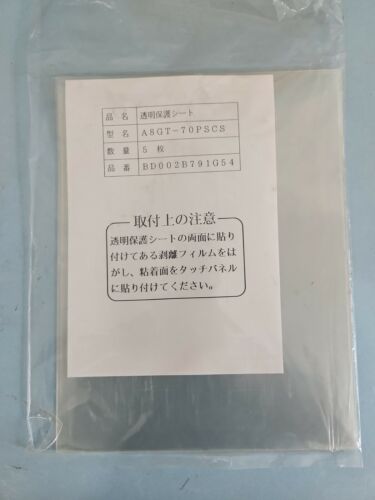 品名 透明保護シート
型名 A8GT-70PSCS
数量 5 枚
品番 BD002B791G54
取付上の注意
透明保護シートの両面に貼り
付けてある剥離フィルムをは
がし、粘着面をタッチパネル
に貼り付けてください。